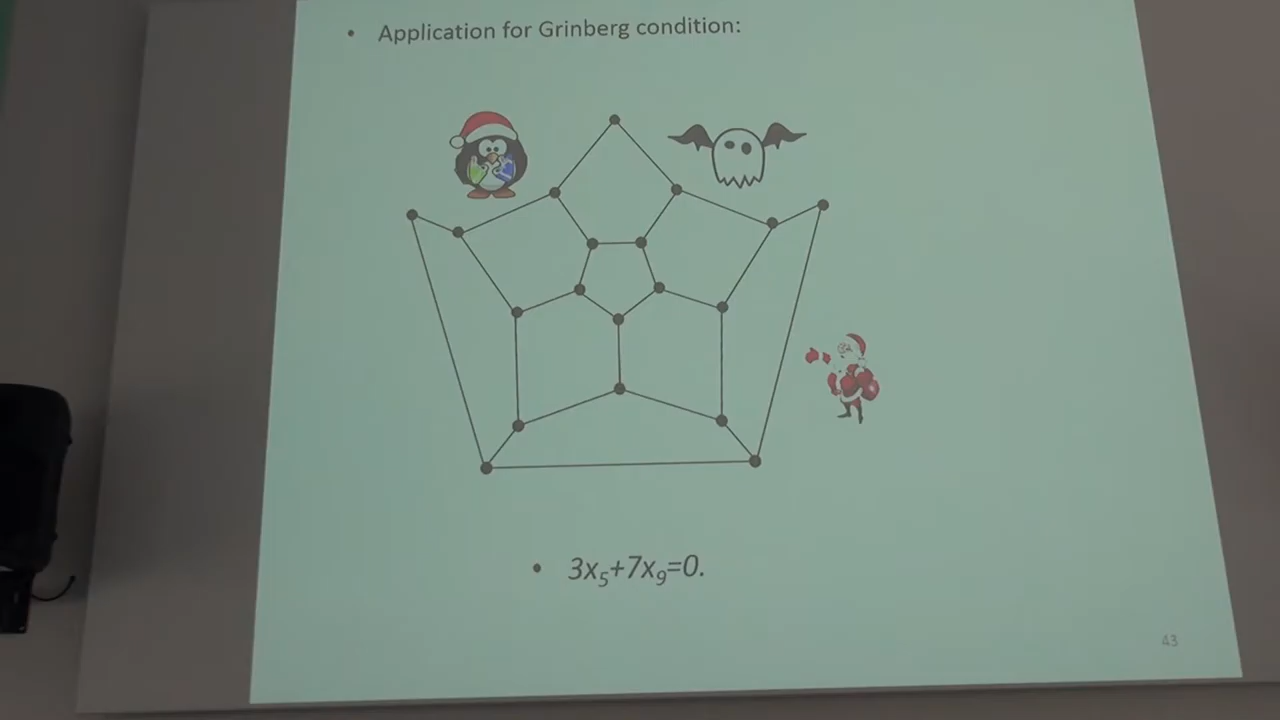 • Application for Grinberg condition:
• 3x₅+7x₉=0.
43